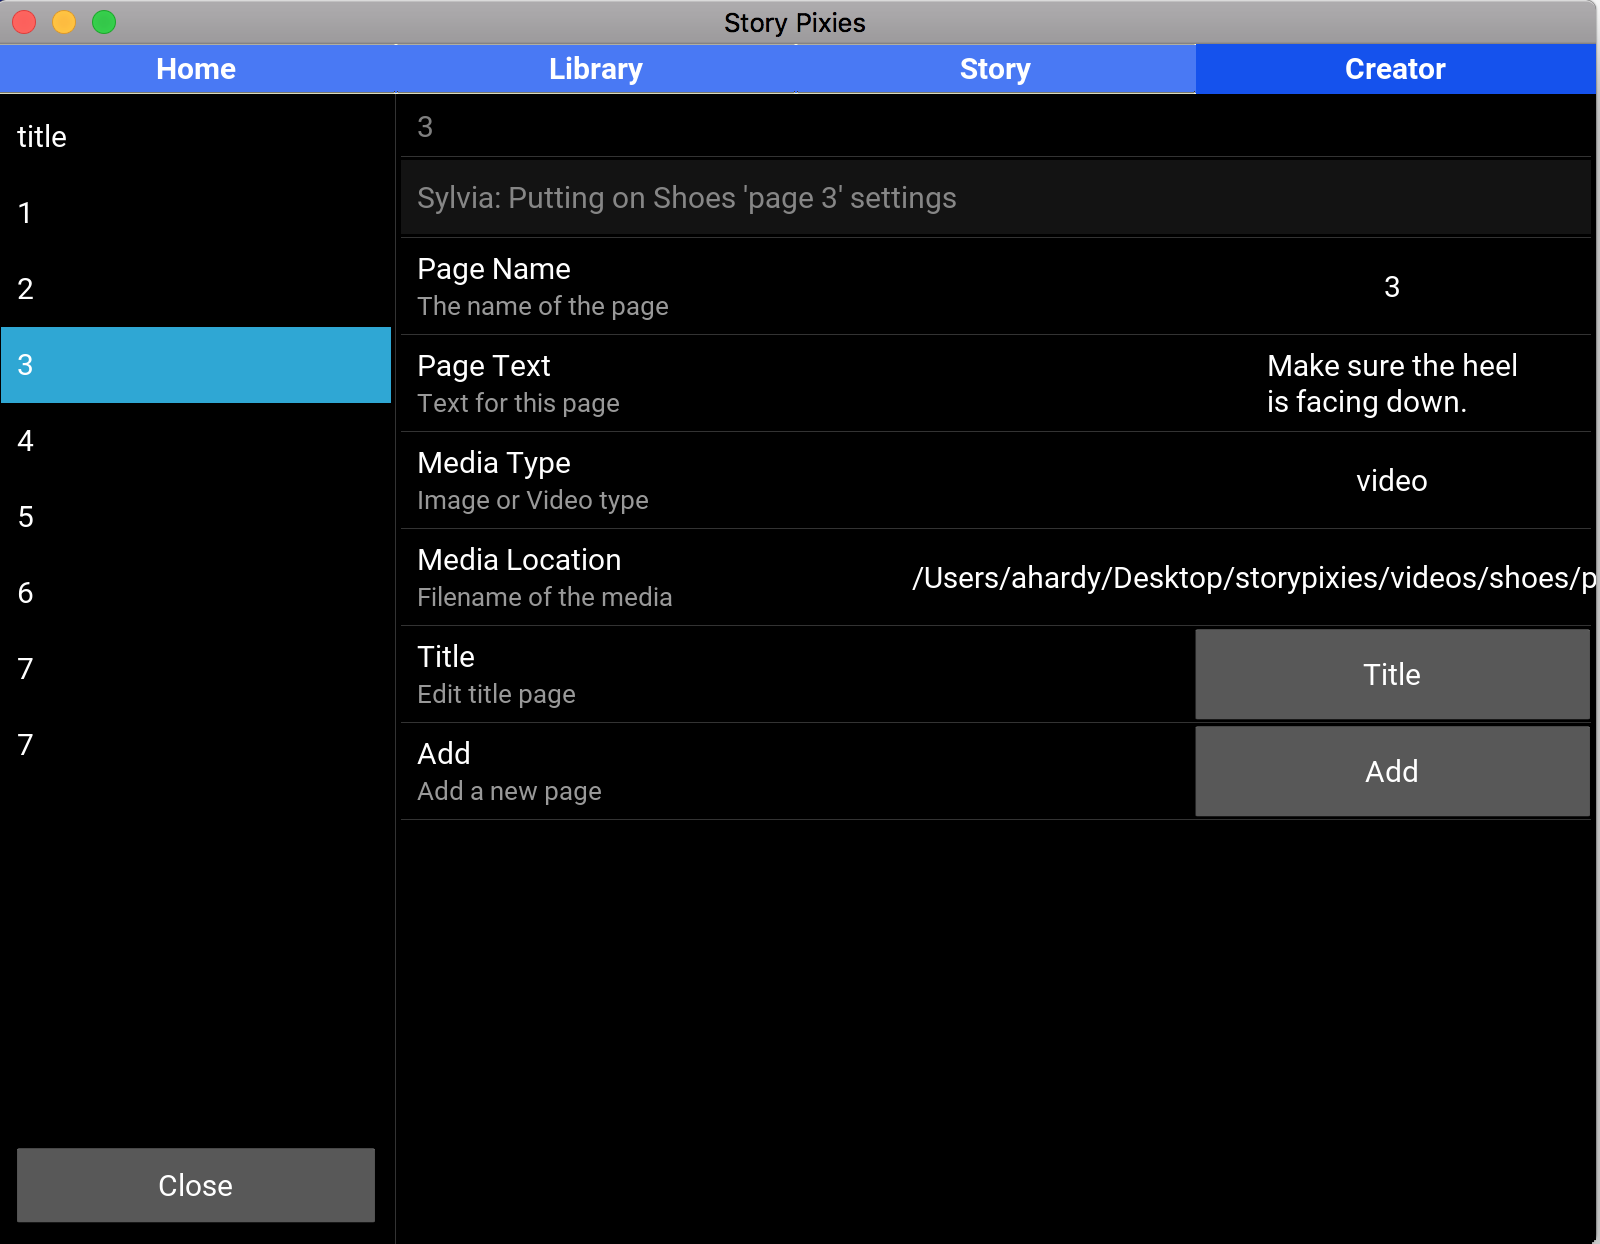 Story Pixies
Home
Library
Story
Creator
title
1
2
3
4
5
6
7
7
Close
3
Sylvia: Putting on Shoes 'page 3' settings
Page Name
The name of the page
3
Page Text
Text for this page
Make sure the heel
is facing down.
Media Type
Image or Video type
video
Media Location
Filename of the media
/Users/ahardy/Desktop/storypixies/videos/shoes/p
Title
Edit title page
Title
Add
Add a new page
Add